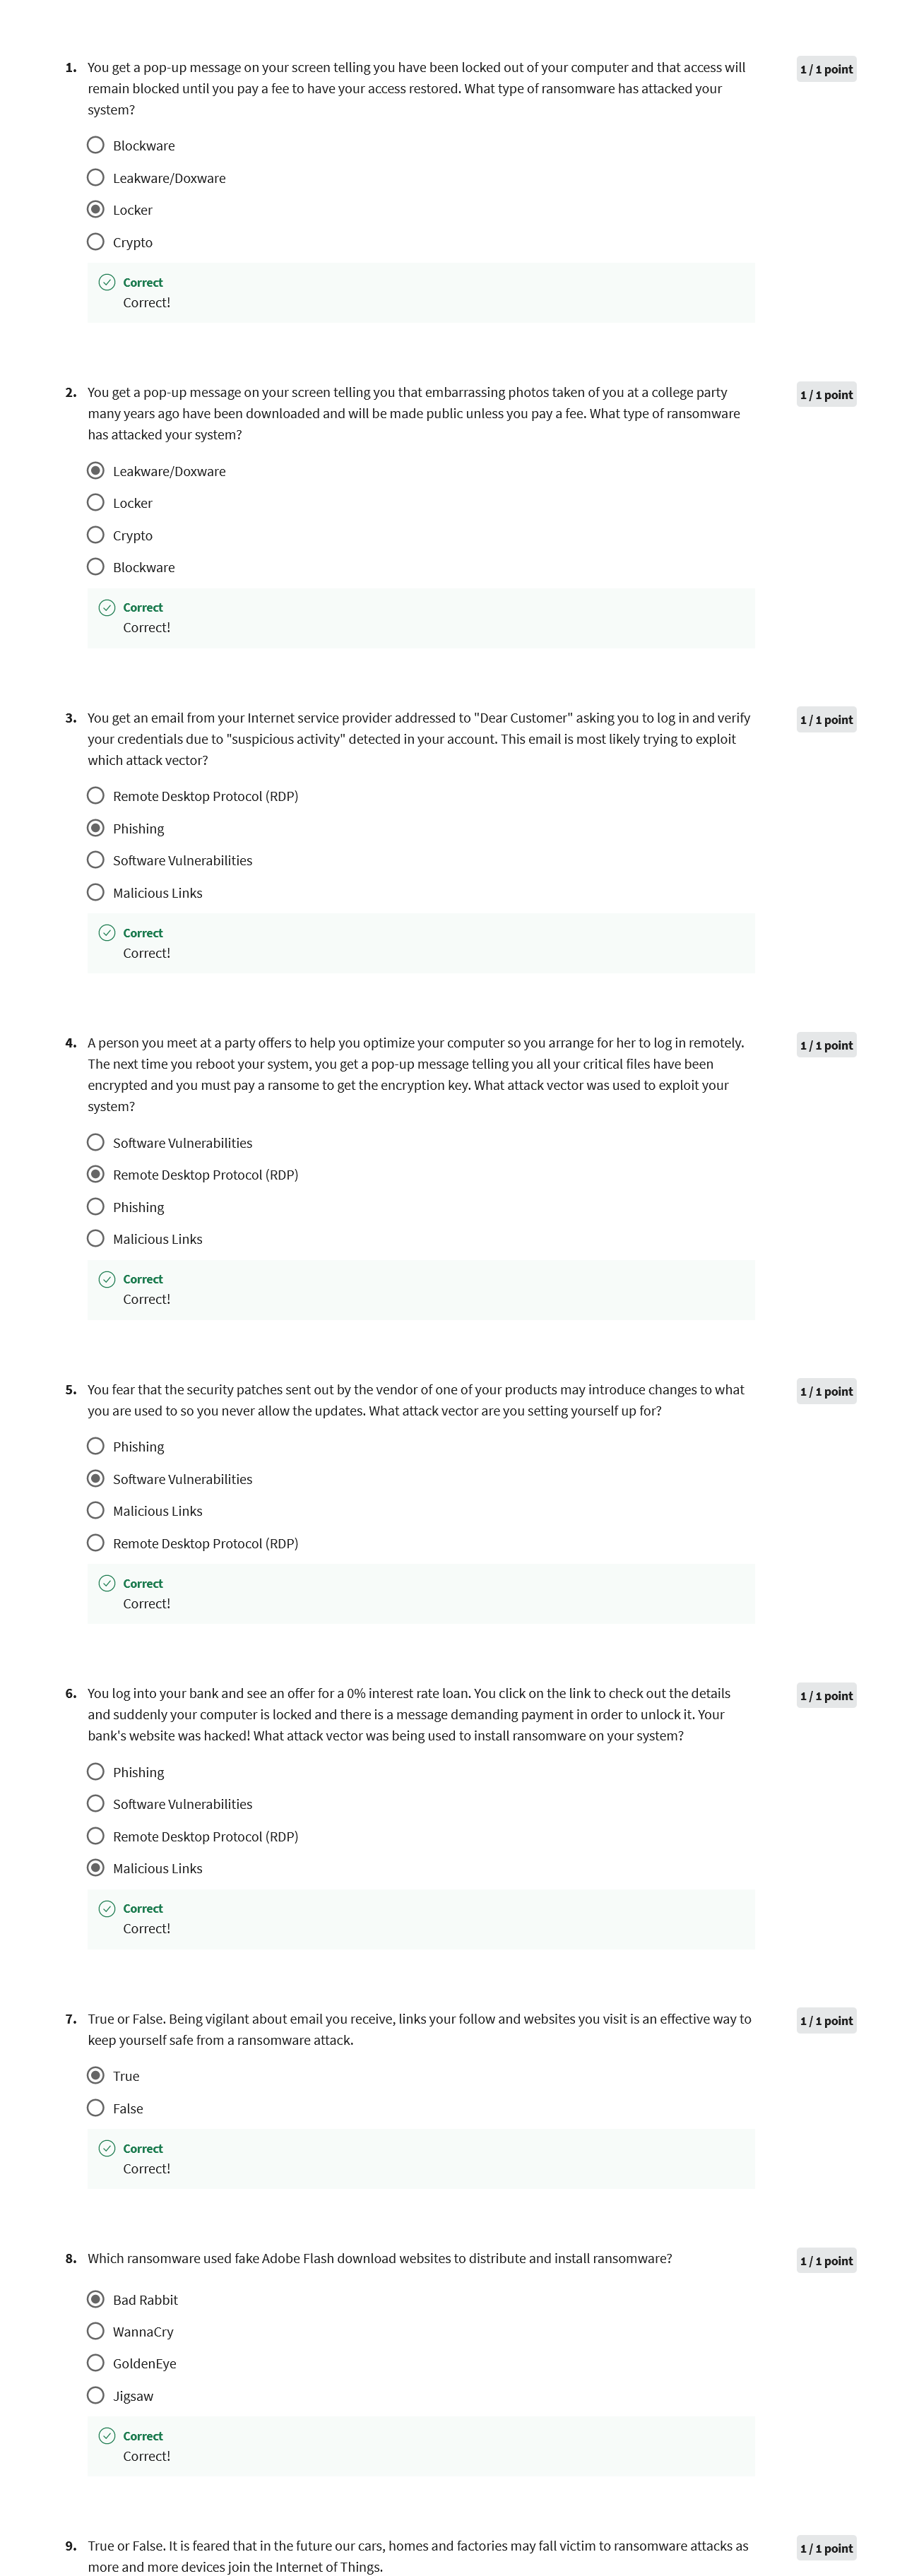 1. You get a pop-up message on your screen telling you have been locked out of your computer and that access will 1 / 1 point
remain blocked until you pay a fee to have your access restored. What type of ransomware has attacked your
system?
Blockware
Leakware/Doxware
Locker
Crypto
Correct
Correct!
2. You get a pop-up message on your screen telling you that embarrassing photos taken of you at a college party 1 / 1 point
many years ago have been downloaded and will be made public unless you pay a fee. What type of ransomware
has attacked your system?
Leakware/Doxware
Locker
Crypto
Blockware
Correct
Correct!
3. You get an email from your Internet service provider addressed to "Dear Customer" asking you to log in and verify 1 / 1 point
your credentials due to "suspicious activity" detected in your account. This email is most likely trying to exploit
which attack vector?
Remote Desktop Protocol (RDP)
Phishing
Software Vulnerabilities
Malicious Links
Correct
Correct!
4. A person you meet at a party offers to help you optimize your computer so you arrange for her to log in remotely. 1 / 1 point
The next time you reboot your system, you get a pop-up message telling you all your critical files have been
encrypted and you must pay a ransome to get the encryption key. What attack vector was used to exploit your
system?
Software Vulnerabilities
Remote Desktop Protocol (RDP)
Phishing
Malicious Links
Correct
Correct!
5. You fear that the security patches sent out by the vendor of one of your products may introduce changes to what 1 / 1 point
you are used to so you never allow the updates. What attack vector are you setting yourself up for?
Phishing
Software Vulnerabilities
Malicious Links
Remote Desktop Protocol (RDP)
Correct
Correct!
6. You log into your bank and see an offer for a 0% interest rate loan. You click on the link to check out the details 1 / 1 point
and suddenly your computer is locked and there is a message demanding payment in order to unlock it. Your
bank's website was hacked! What attack vector was being used to install ransomware on your system?
Phishing
Software Vulnerabilities
Remote Desktop Protocol (RDP)
Malicious Links
Correct
Correct!
7. True or False. Being vigilant about email you receive, links your follow and websites you visit is an effective way to 1 / 1 point
keep yourself safe from a ransomware attack.
True
False
Correct
Correct!
8. Which ransomware used fake Adobe Flash download websites to distribute and install ransomware? 1 / 1 point
Bad Rabbit
WannaCry
GoldenEye
Jigsaw
Correct
Correct!
9. True or False. It is feared that in the future our cars, homes and factories may fall victim to ransomware attacks as 1 / 1 point
more and more devices join the Internet of Things.